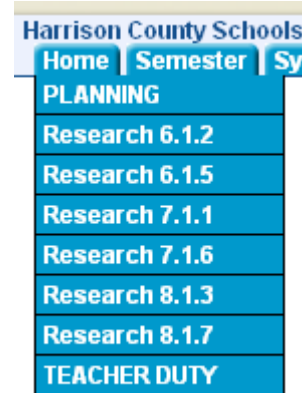 Harrison County Schools
Home Semester Sy
PLANNING
Research 6.1.2
Research 6.1.5
Research 7.1.1
Research 7.1.6
Research 8.1.3
Research 8.1.7
TEACHER DUTY